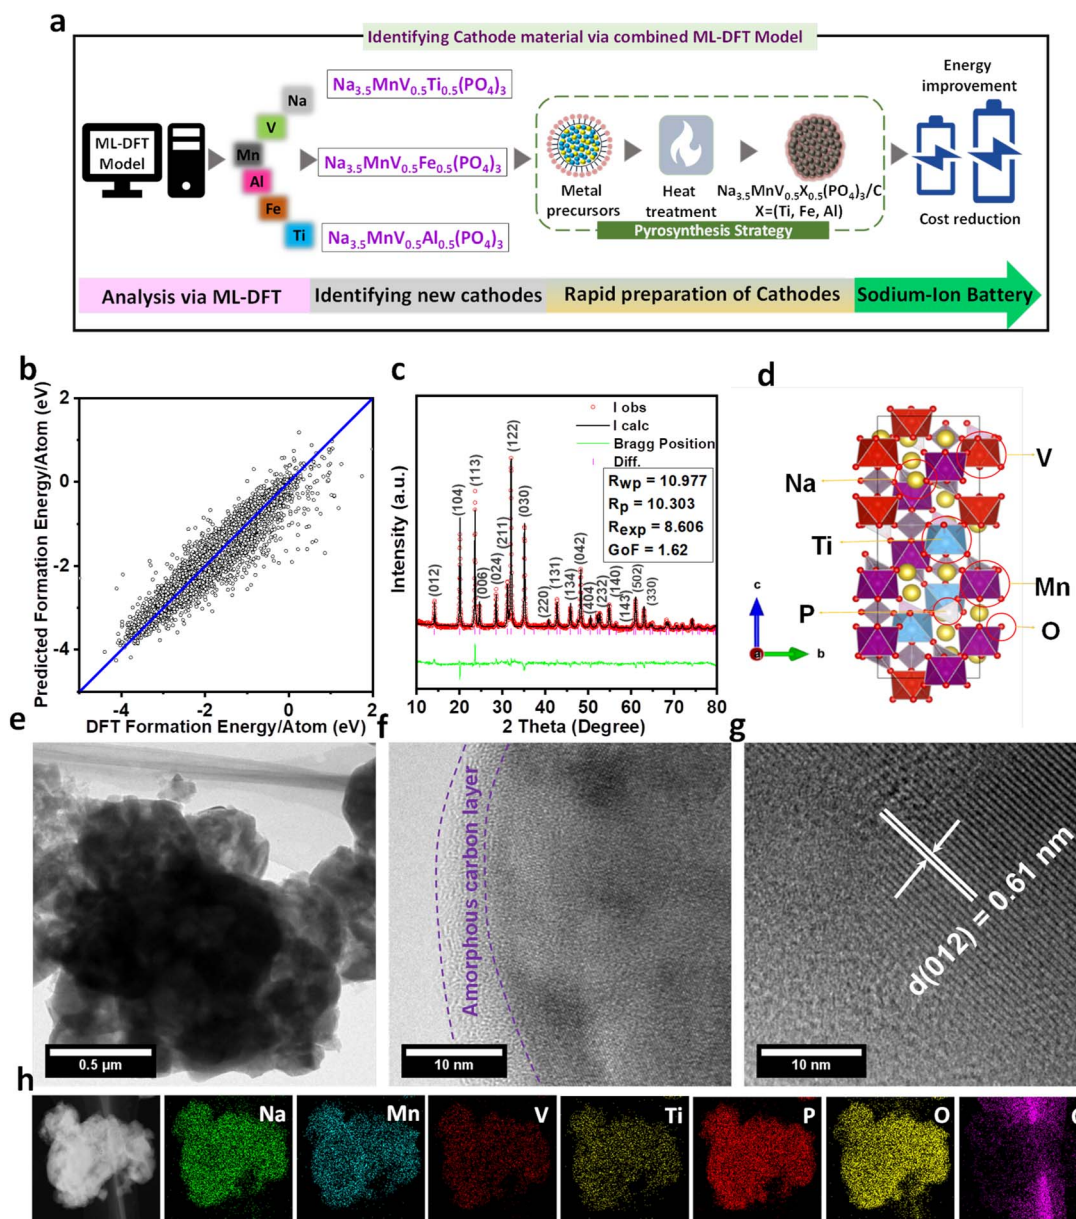 a
Identifying Cathode material via combined ML-DFT Model
ML-DFT
Model
Na
V
Mn
Al
Fe
Ti
Na3.5MnV0.5Ti0.5(PO4)3
Na3.5MnV0.5Fe0.5(PO4)3
Na3.5MnV0.5Al0.5(PO4)3
Metal
precursors
Heat
treatment
Na3.5MnV0.5X0.5(PO4)3/C
X=(Ti, Fe, Al)
Pyrosynthesis Strategy
Energy
improvement
Cost reduction
Analysis via ML-DFT
Identifying new cathodes
Rapid preparation of Cathodes
Sodium-Ion Battery
b
Predicted Formation Energy/Atom (eV)
2
0
-2
-4
-4
-2
0
2
DFT Formation Energy/Atom (eV)
c
Intensity (a.u.)
I obs
I calc
Bragg Position
Diff.
Rwp = 10.977
Rp = 10.303
Rexp = 8.606
GoF = 1.62
(012)
(104)
(113)
(006)
(024)
(211)
(122)
(030)
(220)
(131)
(134)
(042)
(404)
(232)
(140)
(143)
(502)
(330)
10
20
30
40
50
60
70
80
2 Theta (Degree)
d
Na
Ti
P
V
Mn
O
c
a
b
e
0.5 μm
f
Amorphous carbon layer
10 nm
g
d(012) = 0.61 nm
10 nm
h
Na
Mn
V
Ti
P
O